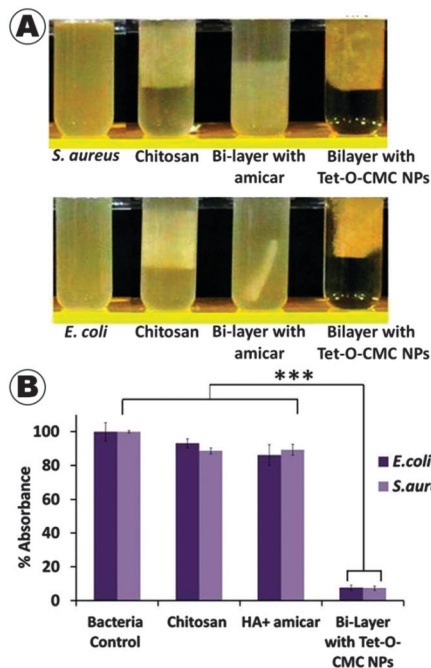 A
S. aureus Chitosan Bi-layer with amicar Bilayer with Tet-O-CMC NPs
E. coli Chitosan Bi-layer with amicar Bilayer with Tet-O-CMC NPs
B
***
% Absorbance
100
80
60
40
20
0
E.coli
S.aure
Bacteria Control
Chitosan
HA+ amicar
Bi-Layer with Tet-O-CMC NPs